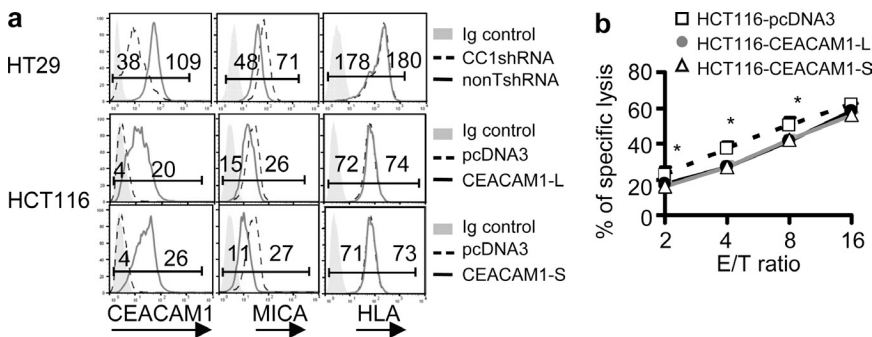 a
HT29
38 109
48 71
178 180
Ig control
CC1shRNA
nonTshRNA
HCT116
4 20
15 26
72 74
Ig control
pcDNA3
CEACAM1-L
4 26
11 27
71 73
Ig control
pcDNA3
CEACAM1-S
CEACAM1
MICA
HLA
b
HCT116-pcDNA3
HCT116-CEACAM1-L
HCT116-CEACAM1-S
% of specific lysis
80
60
40
20
0
* * *
2 4 8 16
E/T ratio